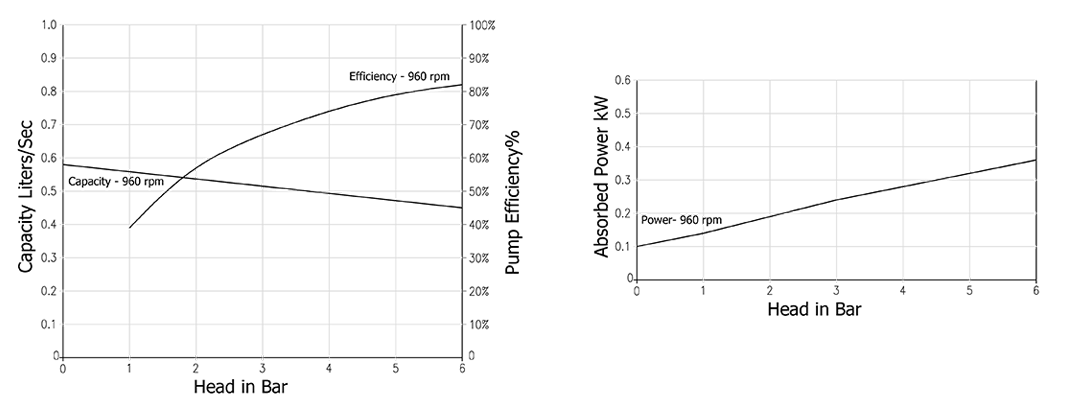 1.0
0.9
0.8
0.7
0.6
0.5
0.4
0.3
0.2
0.1
0
Capacity Liters/Sec
100%
90%
80%
70%
60%
50%
40%
30%
20%
10%
0
Pump Efficiency%
Efficiency - 960 rpm
Capacity - 960 rpm
0 1 2 3 4 5 6
Head in Bar
0.6
0.5
0.4
0.3
0.2
0.1
0
Absorbed Power kW
Power- 960 rpm
0 1 2 3 4 5 6
Head in Bar